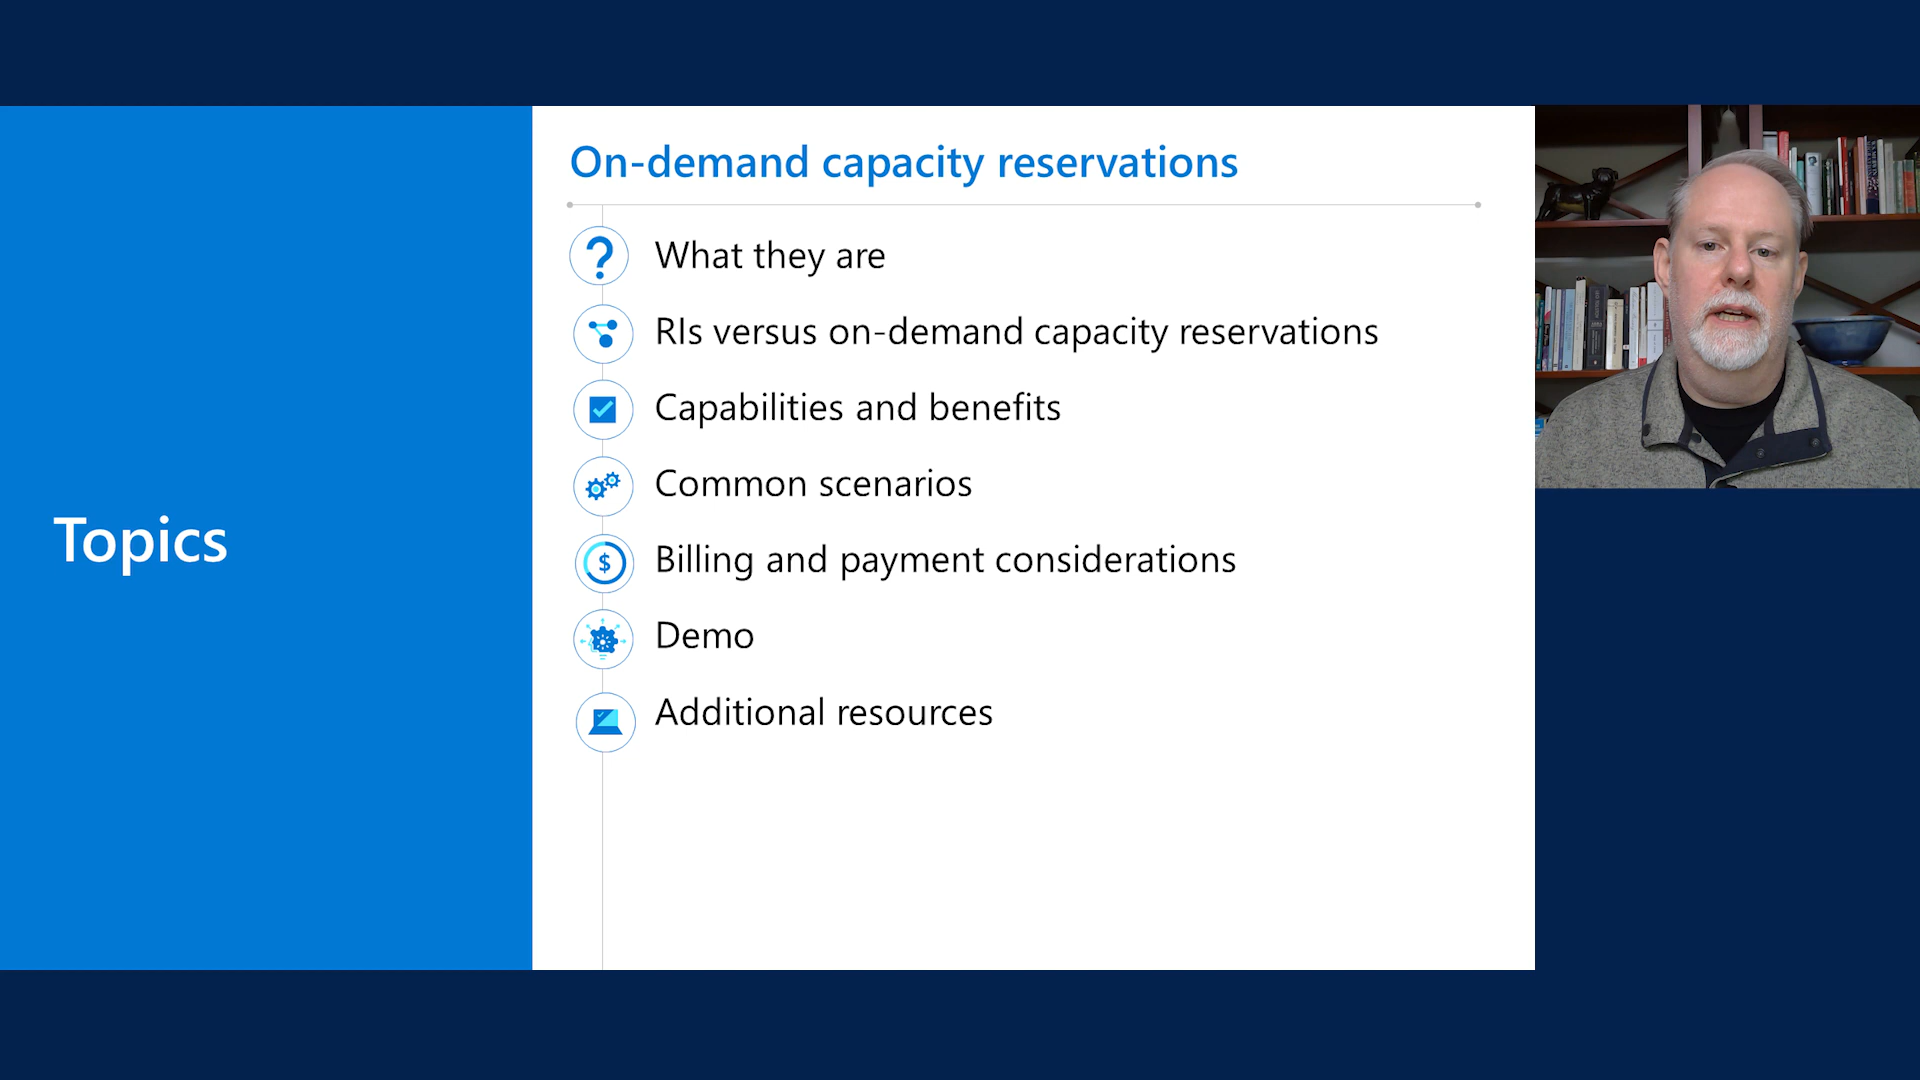 Topics
On-demand capacity reservations
What they are
RIs versus on-demand capacity reservations
Capabilities and benefits
Common scenarios
$
Billing and payment considerations
Demo
Additional resources